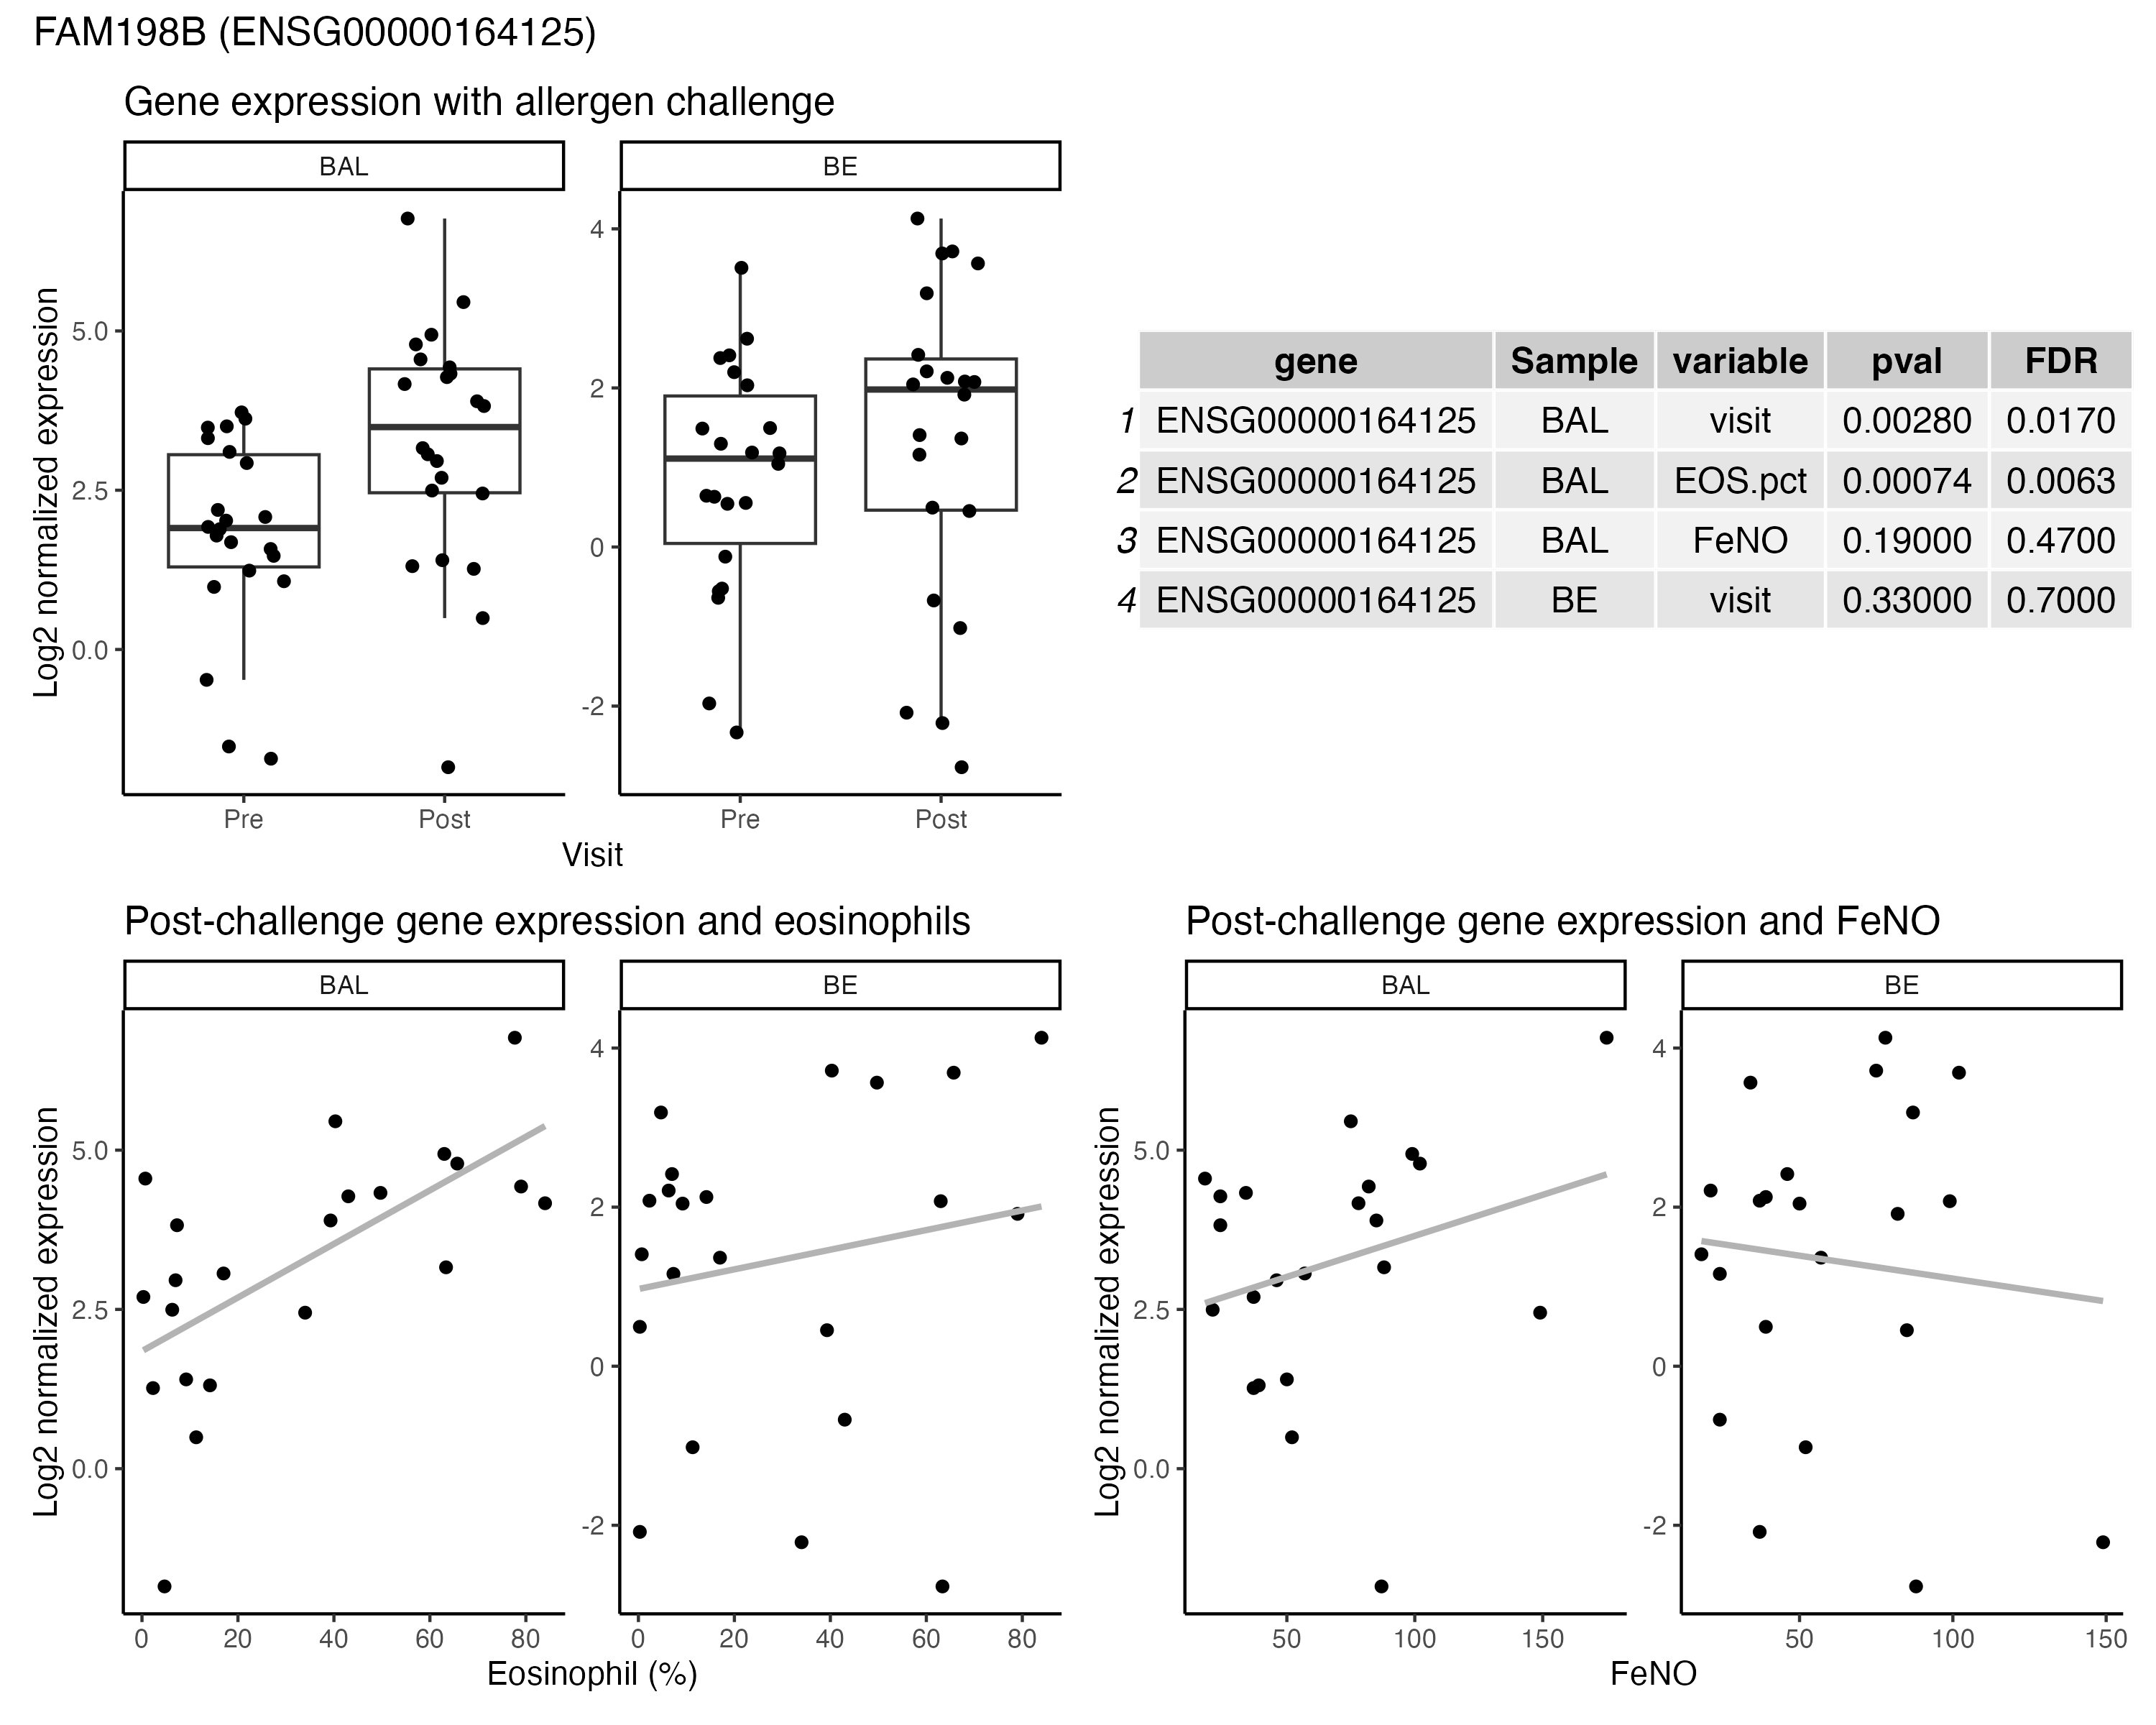 FAM198B (ENSG00000164125)
Gene expression with allergen challenge
BAL
BE
Log2 normalized expression
5.0
2.5
0.0
4
2
0
-2
Pre
Post
Pre
Post
Visit
gene Sample variable pval FDR
1 ENSG00000164125 BAL visit 0.00280 0.0170
2 ENSG00000164125 BAL EOS.pct 0.00074 0.0063
3 ENSG00000164125 BAL FeNO 0.19000 0.4700
4 ENSG00000164125 BE visit 0.33000 0.7000
Post-challenge gene expression and eosinophils
BAL
BE
Log2 normalized expression
5.0
2.5
0.0
4
2
0
-2
0 20 40 60 80
0 20 40 60 80
Eosinophil (%)
Post-challenge gene expression and FeNO
BAL
BE
Log2 normalized expression
5.0
2.5
0.0
4
2
0
-2
50 100 150
50 100 150
FeNO